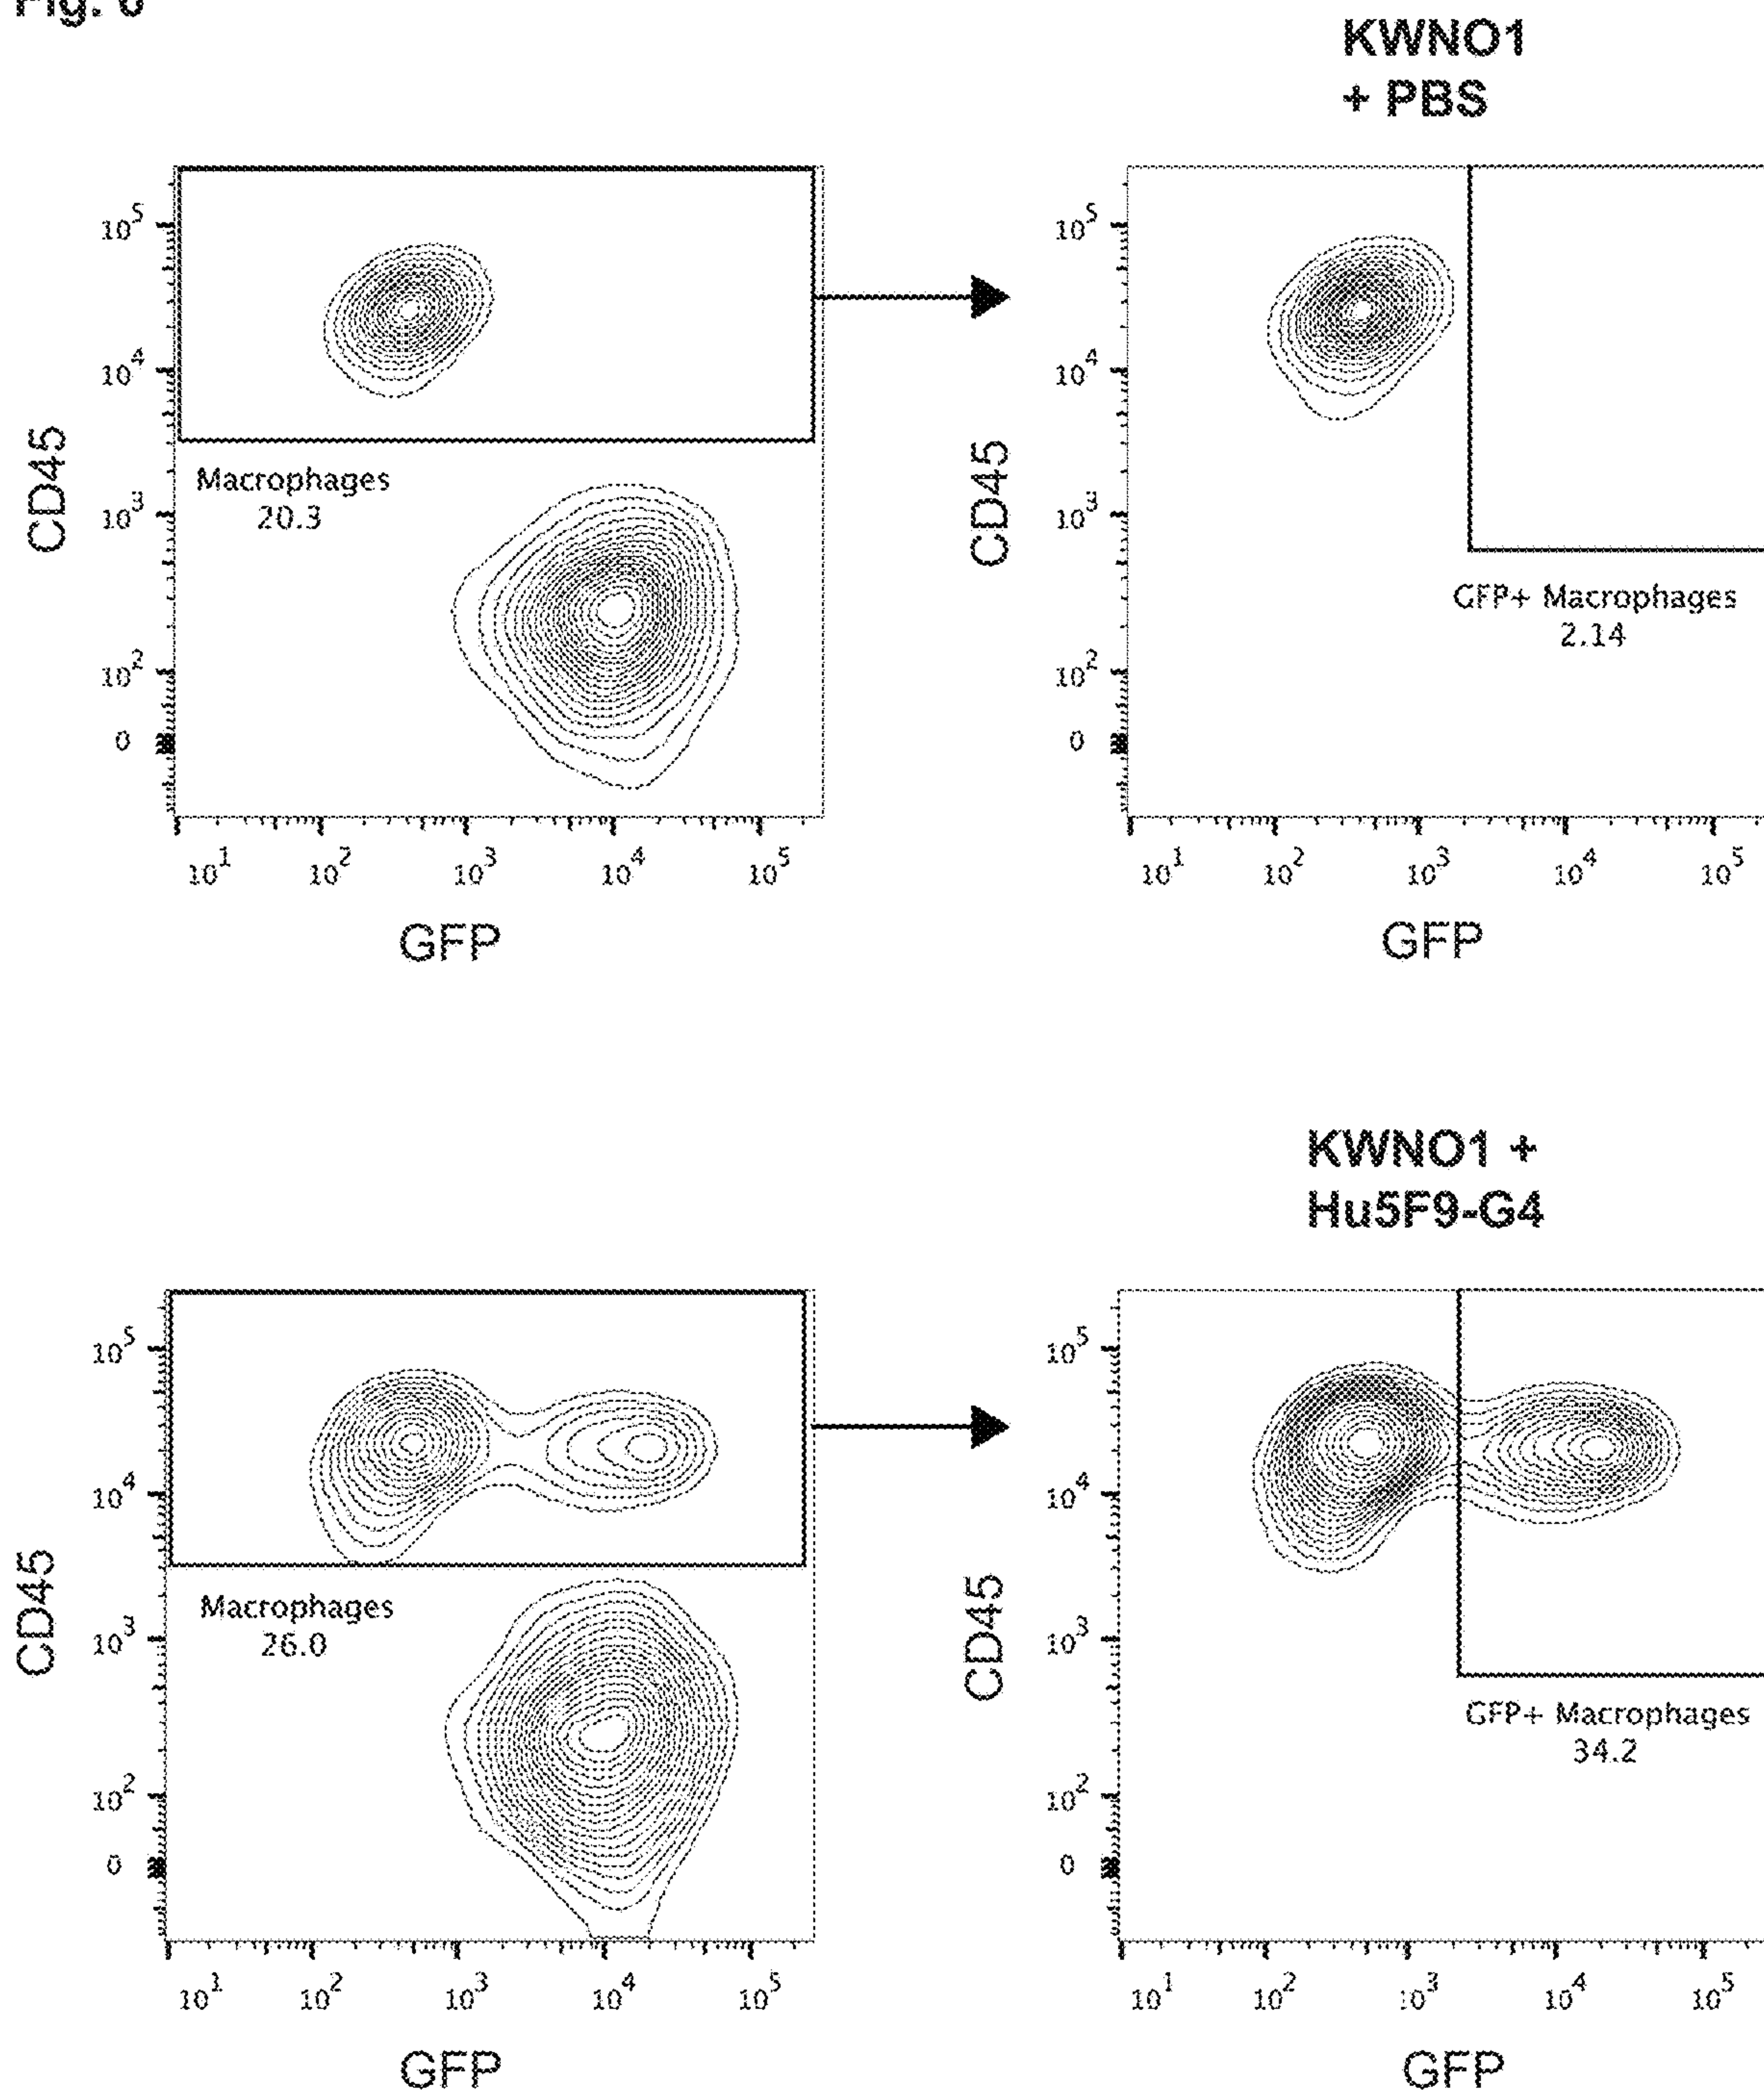 Fig. 6
KWNO1
+ PBS
CD45
10^5
10^4
10^3
10^2
0
Macrophages
20.3
10^1 10^2 10^3 10^4 10^5
GFP
CD45
10^5
10^4
10^3
10^2
0
GFP+ Macrophages
2.14
10^1 10^2 10^3 10^4 10^5
GFP
KWNO1 +
Hu5F9-G4
CD45
10^5
10^4
10^3
10^2
0
Macrophages
26.0
10^1 10^2 10^3 10^4 10^5
GFP
CD45
10^5
10^4
10^3
10^2
0
GFP+ Macrophages
34.2
10^1 10^2 10^3 10^4 10^5
GFP